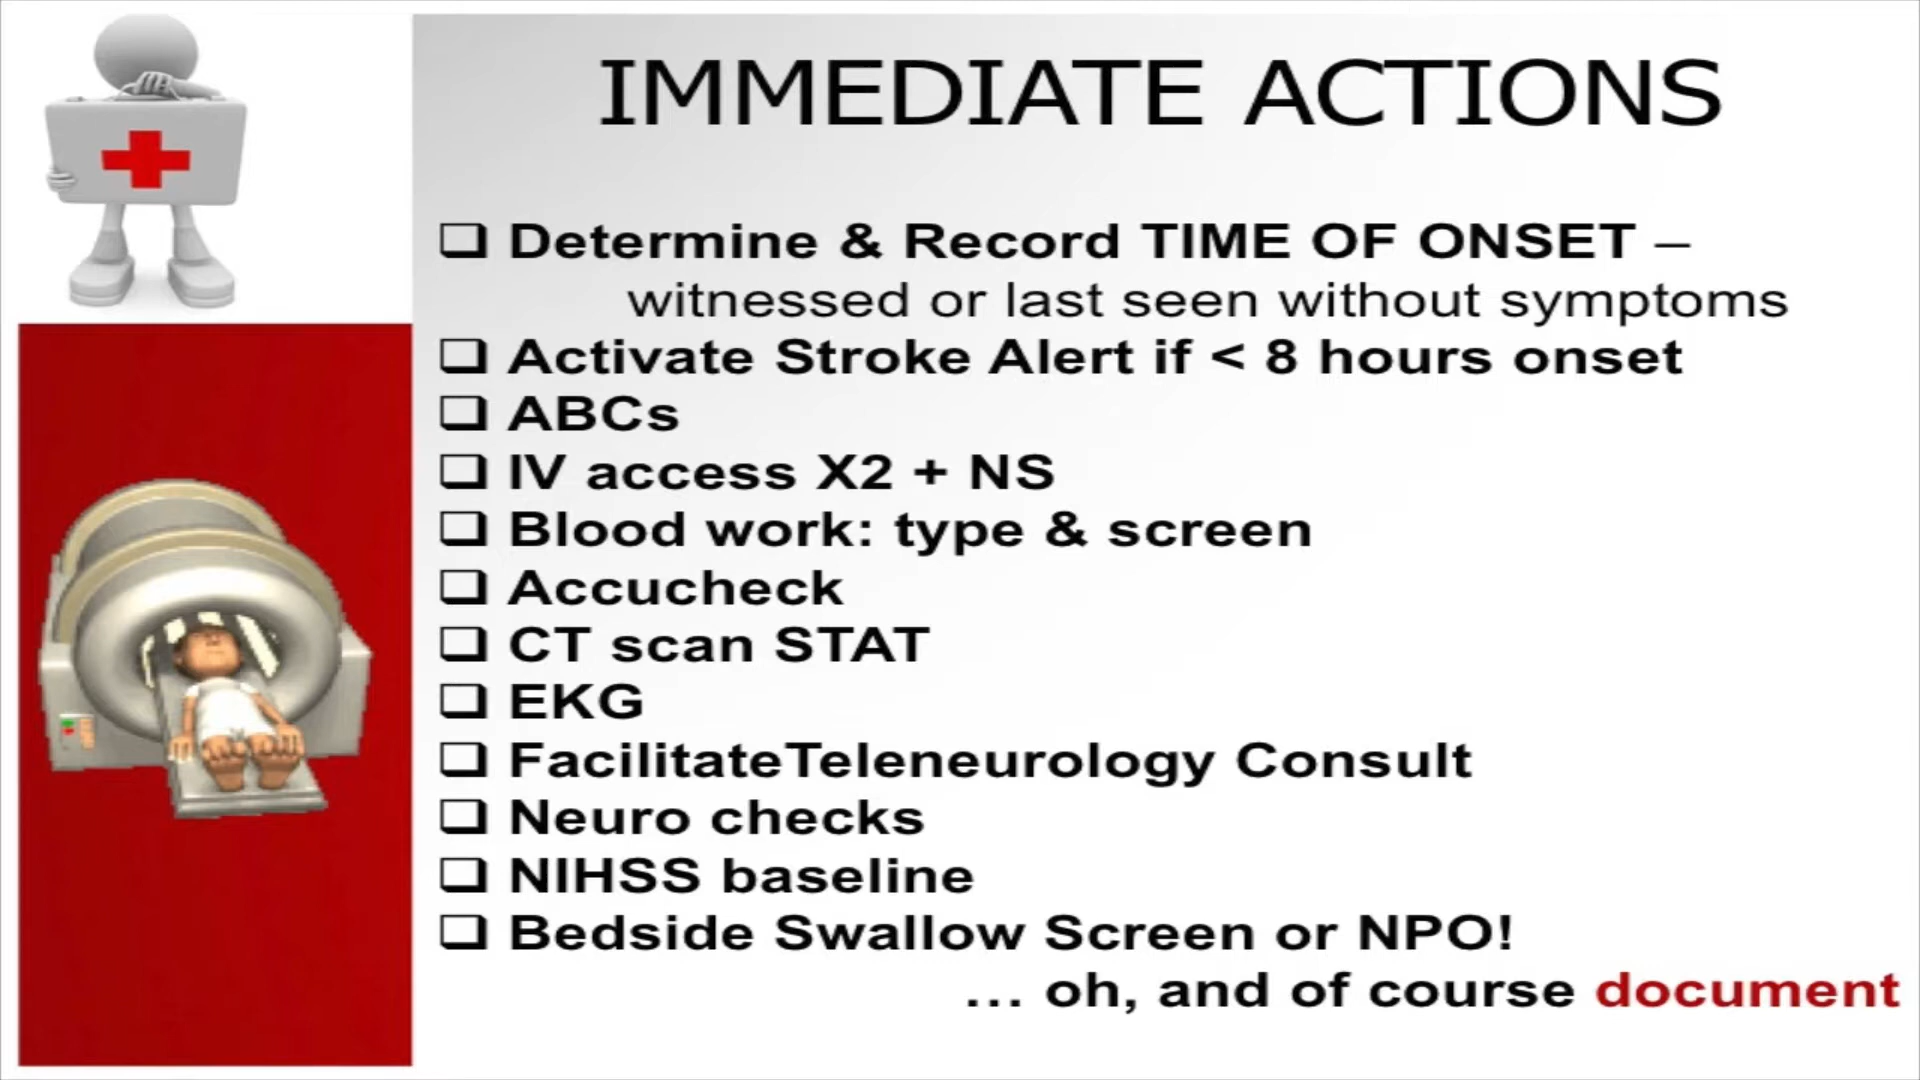 IMMEDIATE ACTIONS
❑ Determine & Record TIME OF ONSET –
witnessed or last seen without symptoms
❑ Activate Stroke Alert if < 8 hours onset
❑ ABCs
❑ IV access X2 + NS
❑ Blood work: type & screen
❑ Accucheck
❑ CT scan STAT
❑ EKG
❑ FacilitateTeleneurology Consult
❑ Neuro checks
❑ NIHSS baseline
❑ Bedside Swallow Screen or NPO!
... oh, and of course document